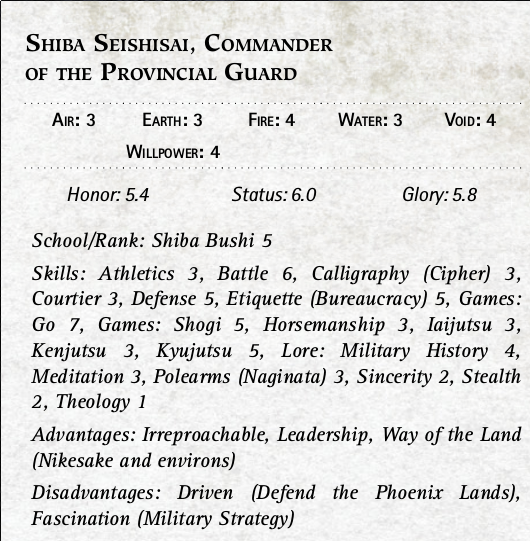 Shiba Seishisai, Commander
of the Provincial Guard
Air: 3 Earth: 3 Fire: 4 Water: 3 Void: 4
Willpower: 4
Honor: 5.4 Status: 6.0 Glory: 5.8
School/Rank: Shiba Bushi 5
Skills: Athletics 3, Battle 6, Calligraphy (Cipher) 3,
Courtier 3, Defense 5, Etiquette (Bureaucracy) 5, Games:
Go 7, Games: Shogi 5, Horsemanship 3, Iaijutsu 3,
Kenjutsu 3, Kyujutsu 5, Lore: Military History 4,
Meditation 3, Polearms (Naginata) 3, Sincerity 2, Stealth
2, Theology 1
Advantages: Irreproachable, Leadership, Way of the Land
(Nikesake and environs)
Disadvantages: Driven (Defend the Phoenix Lands),
Fascination (Military Strategy)